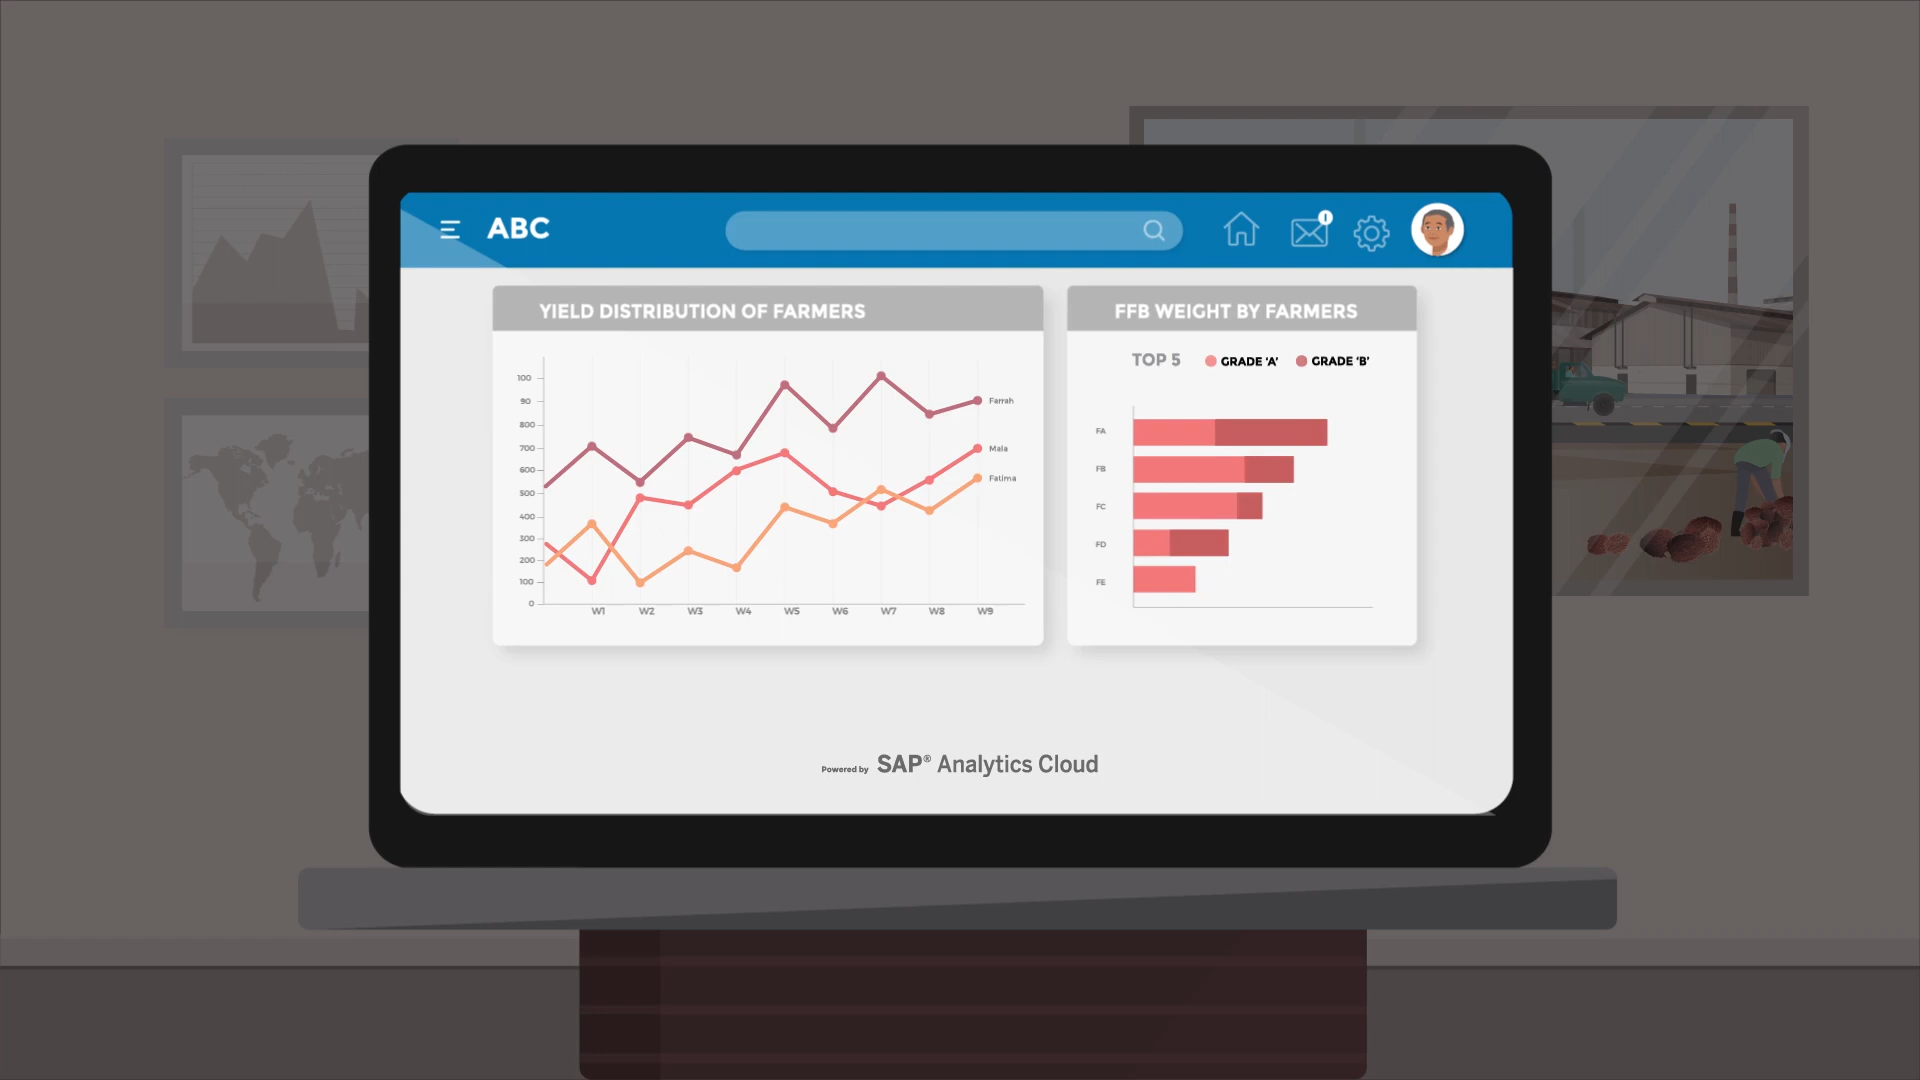 ABC
YIELD DISTRIBUTION OF FARMERS
100
90
800
700
600
500
400
300
200
100
0
W1 W2 W3 W4 W5 W6 W7 W8 W9
Farrah
Mala
Fatima
FFB WEIGHT BY FARMERS
TOP 5 GRADE ‘A’ GRADE ‘B’
FA
FB
FC
FD
FE
Powered by SAP® Analytics Cloud